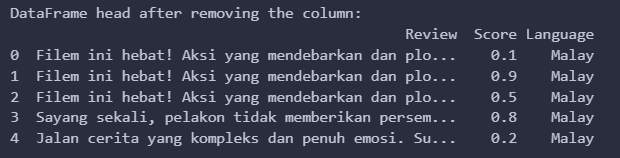 DataFrame head after removing the column:
Review Score Language
0 Filem ini hebat! Aksi yang mendebarkan dan plo... 0.1 Malay
1 Filem ini hebat! Aksi yang mendebarkan dan plo... 0.9 Malay
2 Filem ini hebat! Aksi yang mendebarkan dan plo... 0.5 Malay
3 Sayang sekali, pelakon tidak memberikan persem... 0.8 Malay
4 Jalan cerita yang kompleks dan penuh emosi. Su... 0.2 Malay